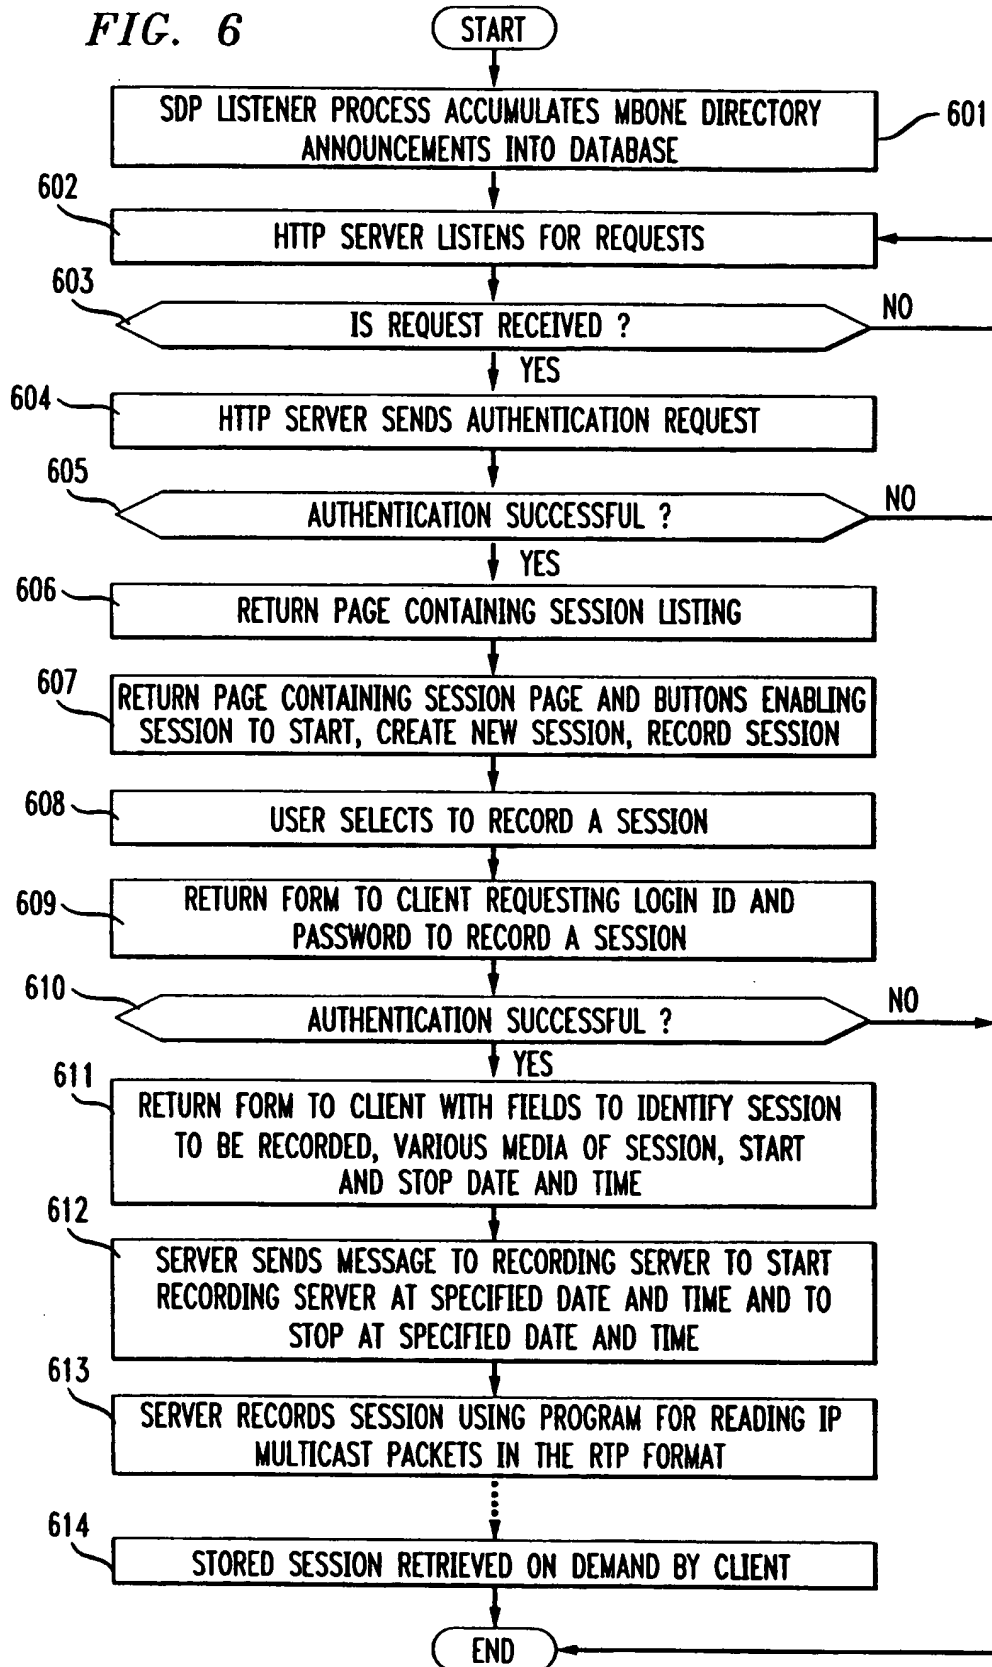 FIG. 6
START
SDP LISTENER PROCESS ACCUMULATES MBONE DIRECTORY
ANNOUNCEMENTS INTO DATABASE
601
602
HTTP SERVER LISTENS FOR REQUESTS
603
IS REQUEST RECEIVED ?
NO
YES
604
HTTP SERVER SENDS AUTHENTICATION REQUEST
605
AUTHENTICATION SUCCESSFUL ?
NO
YES
606
RETURN PAGE CONTAINING SESSION LISTING
607
RETURN PAGE CONTAINING SESSION PAGE AND BUTTONS ENABLING
SESSION TO START, CREATE NEW SESSION, RECORD SESSION
608
USER SELECTS TO RECORD A SESSION
609
RETURN FORM TO CLIENT REQUESTING LOGIN ID AND
PASSWORD TO RECORD A SESSION
610
AUTHENTICATION SUCCESSFUL ?
NO
YES
611
RETURN FORM TO CLIENT WITH FIELDS TO IDENTIFY SESSION
TO BE RECORDED, VARIOUS MEDIA OF SESSION, START
AND STOP DATE AND TIME
612
SERVER SENDS MESSAGE TO RECORDING SERVER TO START
RECORDING SERVER AT SPECIFIED DATE AND TIME AND TO
STOP AT SPECIFIED DATE AND TIME
613
SERVER RECORDS SESSION USING PROGRAM FOR READING IP
MULTICAST PACKETS IN THE RTP FORMAT
614
STORED SESSION RETRIEVED ON DEMAND BY CLIENT
END